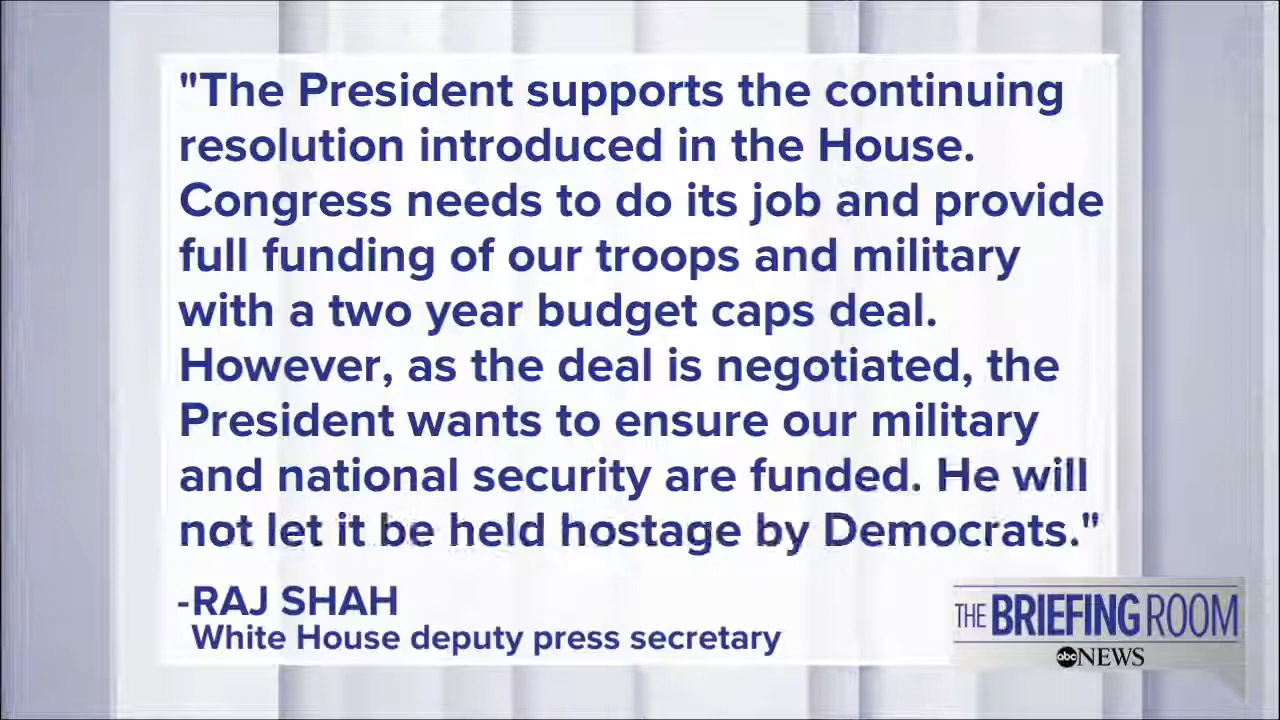 "The President supports the continuing
resolution introduced in the House.
Congress needs to do its job and provide
full funding of our troops and military
with a two year budget caps deal.
However, as the deal is negotiated, the
President wants to ensure our military
and national security are funded. He will
not let it be held hostage by Democrats."
-RAJ SHAH
White House deputy press secretary
THE BRIEFING ROOM
abc NEWS